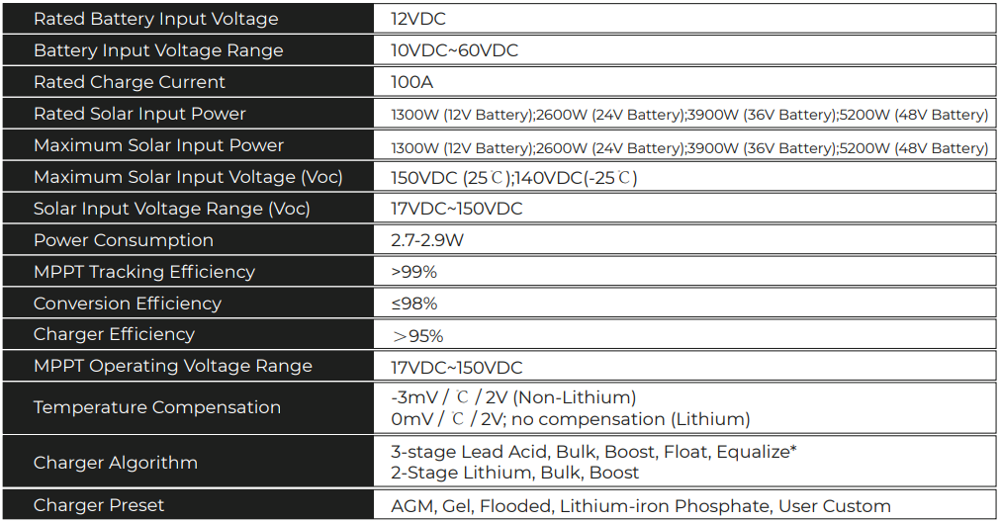 Rated Battery Input Voltage 12VDC
Battery Input Voltage Range 10VDC~60VDC
Rated Charge Current 100A
Rated Solar Input Power 1300W (12V Battery);2600W (24V Battery);3900W (36V Battery);5200W (48V Battery)
Maximum Solar Input Power 1300W (12V Battery);2600W (24V Battery);3900W (36V Battery);5200W (48V Battery)
Maximum Solar Input Voltage (Voc) 150VDC (25℃);140VDC(-25℃)
Solar Input Voltage Range (Voc) 17VDC~150VDC
Power Consumption 2.7-2.9W
MPPT Tracking Efficiency >99%
Conversion Efficiency ≤98%
Charger Efficiency ＞95%
MPPT Operating Voltage Range 17VDC~150VDC
Temperature Compensation -3mV / ℃ / 2V (Non-Lithium)
0mV / ℃ / 2V; no compensation (Lithium)
Charger Algorithm 3-stage Lead Acid, Bulk, Boost, Float, Equalize*
2-Stage Lithium, Bulk, Boost
Charger Preset AGM, Gel, Flooded, Lithium-iron Phosphate, User Custom